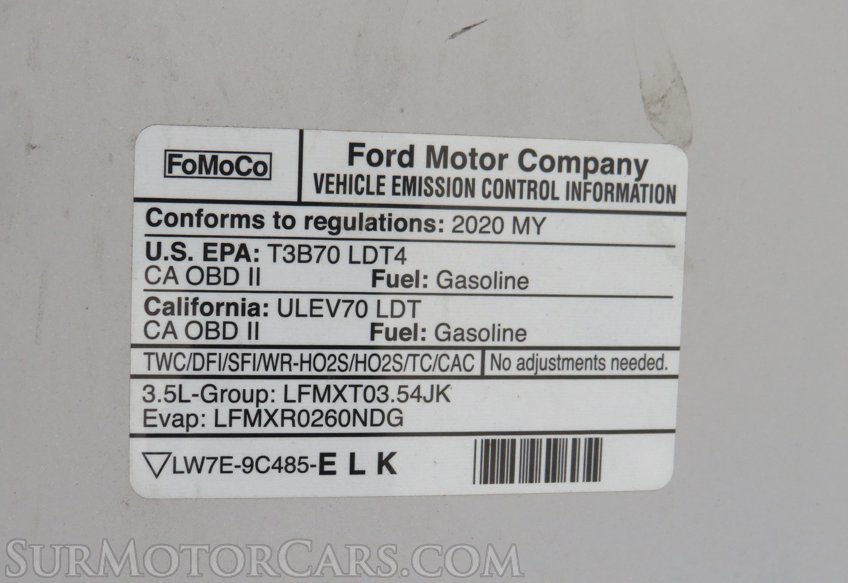 FoMoCo
Ford Motor Company
VEHICLE EMISSION CONTROL INFORMATION
Conforms to regulations: 2020 MY
U.S. EPA: T3B70 LDT4
CA OBD II Fuel: Gasoline
California: ULEV70 LDT
CA OBD II Fuel: Gasoline
TWC/DFI/SFI/WR-HO2S/HO2S/TC/CAC No adjustments needed.
3.5L-Group: LFMXT03.54JK
Evap: LFMXR0260NDG
LW7E-9C485-E L K
SURMOTORCARS.COM